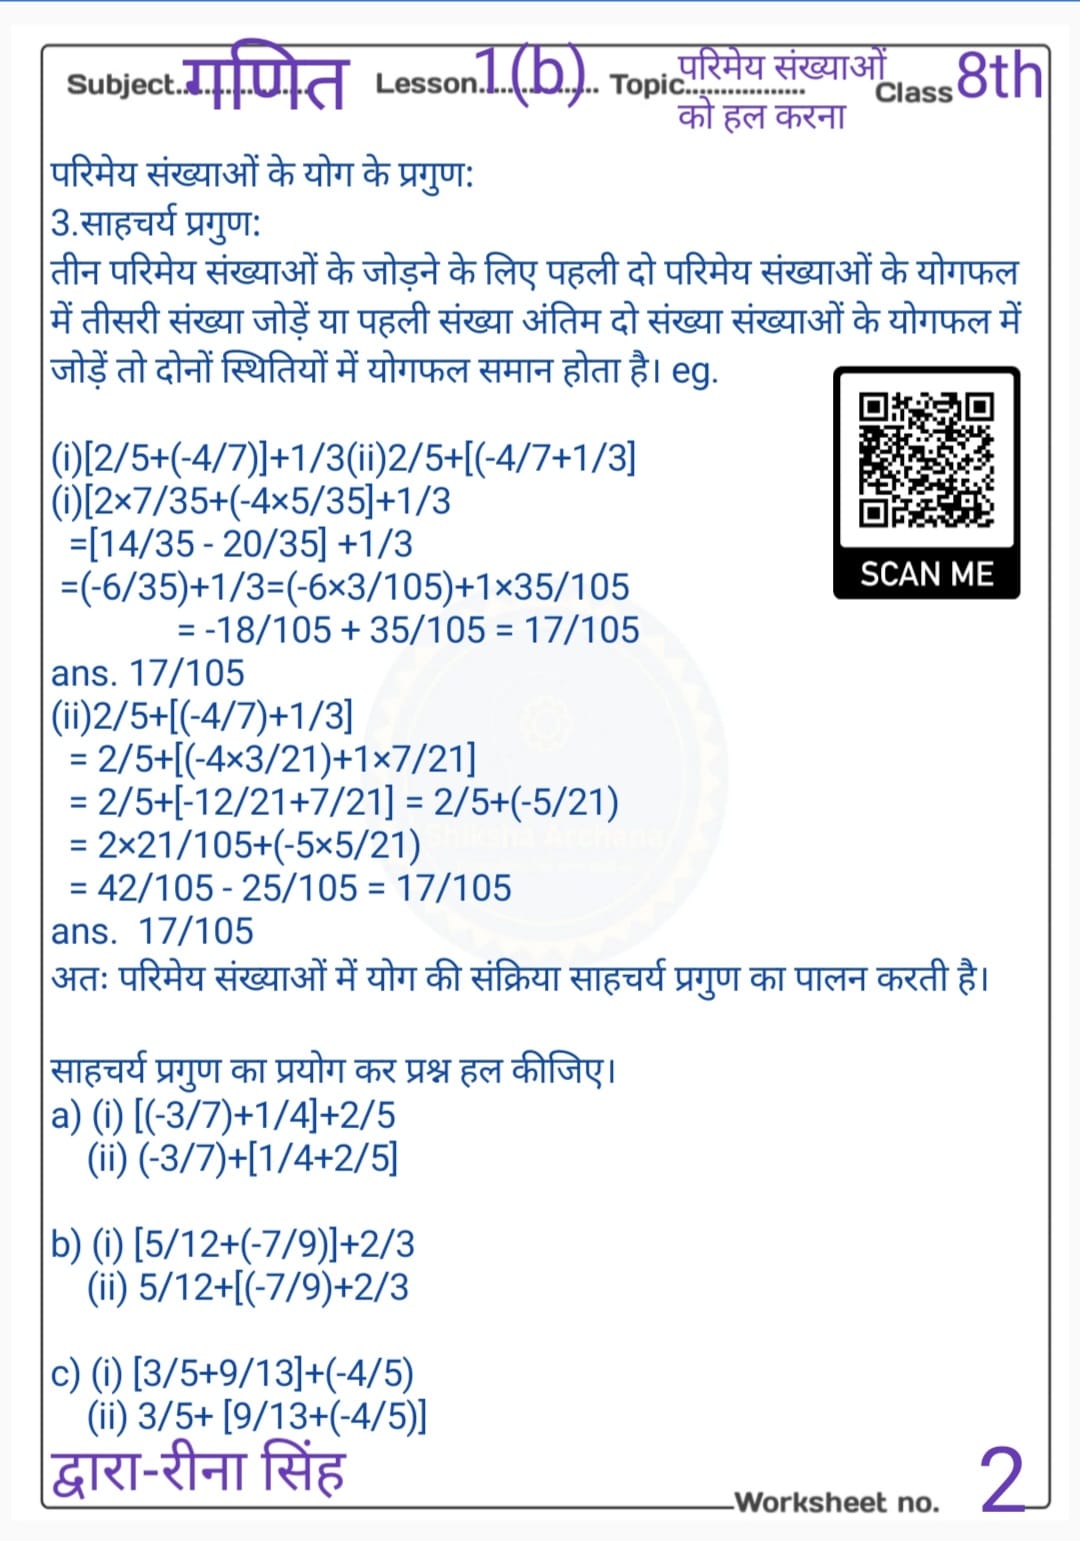 Subject.. गणित Lesson. 1(b) Topic परिमेय संख्याओं को हल करना Class 8th
परिमेय संख्याओं के योग के प्रगुण:
3.साहचर्य प्रगुण:
तीन परिमेय संख्याओं के जोड़ने के लिए पहली दो परिमेय संख्याओं के योगफल
में तीसरी संख्या जोड़ें या पहली संख्या अंतिम दो संख्या संख्याओं के योगफल में
जोड़ें तो दोनों स्थितियों में योगफल समान होता है। eg.
(i)[2/5+(-4/7)]+1/3(ii)2/5+[(-4/7+1/3]
(i)[2×7/35+(-4×5/35]+1/3
=[14/35 - 20/35] +1/3
=(-6/35)+1/3=(-6×3/105)+1×35/105
= -18/105 + 35/105 = 17/105
ans. 17/105
(ii)2/5+[(-4/7)+1/3]
= 2/5+[(-4×3/21)+1×7/21]
= 2/5+[-12/21+7/21] = 2/5+(-5/21)
= 2×21/105+(-5×5/21)
= 42/105 - 25/105 = 17/105
ans. 17/105
अतः परिमेय संख्याओं में योग की संक्रिया साहचर्य प्रगुण का पालन करती है।
SCAN ME
Shiksha Archana
साहचर्य प्रगुण का प्रयोग कर प्रश्न हल कीजिए।
a) (i) [(-3/7)+1/4]+2/5
(ii) (-3/7)+[1/4+2/5]
b) (i) [5/12+(-7/9)]+2/3
(ii) 5/12+[(-7/9)+2/3
c) (i) [3/5+9/13]+(-4/5)
(ii) 3/5+ [9/13+(-4/5)]
द्वारा-रीना सिंह
Worksheet no. 2